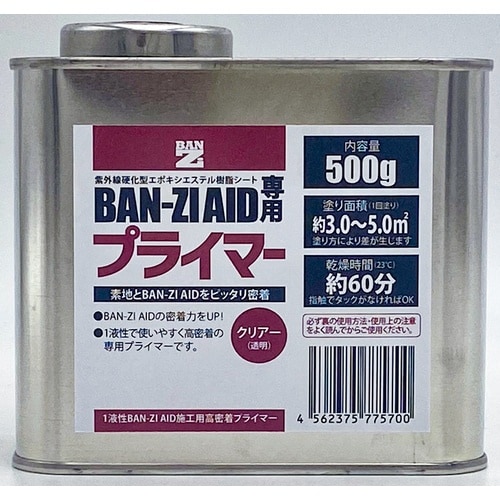 BAN
Zi
紫外線硬化型エポキシエステル樹脂シート
BAN-ZI AID専用
プライマー
素地とBAN-ZI AIDをピッタリ密着
●BAN-ZI AIDの密着力をUP!
●1液性で使いやすく高密着の
専用プライマーです。
クリアー
(透明)
1液性BAN-ZI AID施工用高密着プライマー
内容量
500g
塗り面積(1回塗り)
約3.0〜5.0㎡
塗り方により差が生じます
乾燥時間(23℃)
約60分
指触でタックがなければOK
必ず裏の使用方法・使用上の注意
をよく読んでからご使用ください。
4 562375 775700